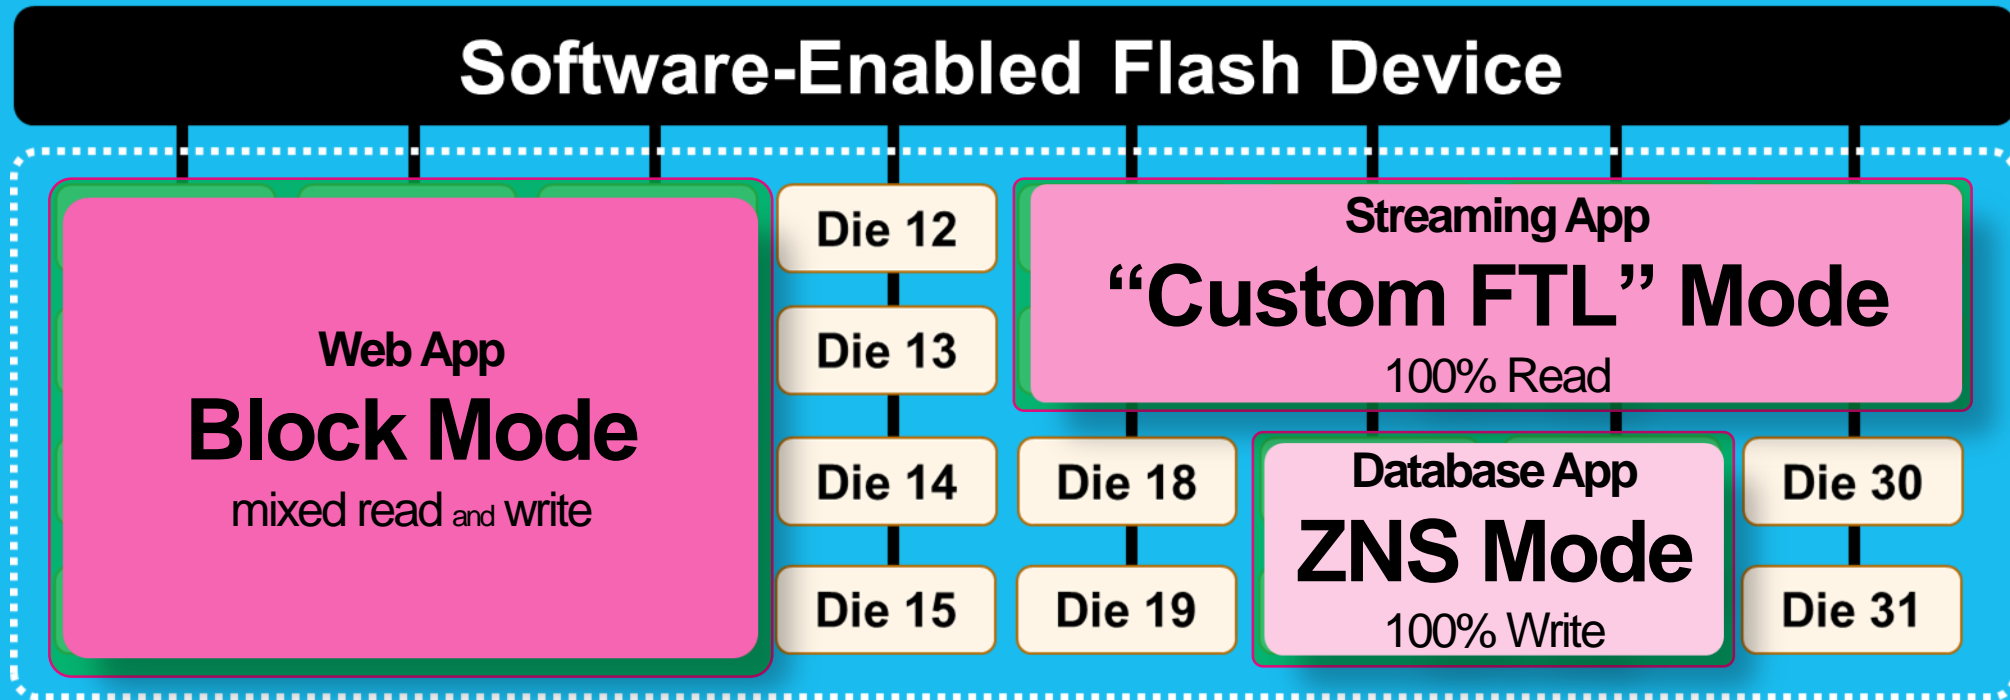 Software-Enabled Flash Device
Web App
Block Mode
mixed read and write
Die 12
Die 13
Die 14
Die 15
Streaming App
“Custom FTL” Mode
100% Read
Die 18
Die 19
Database App
ZNS Mode
100% Write
Die 30
Die 31